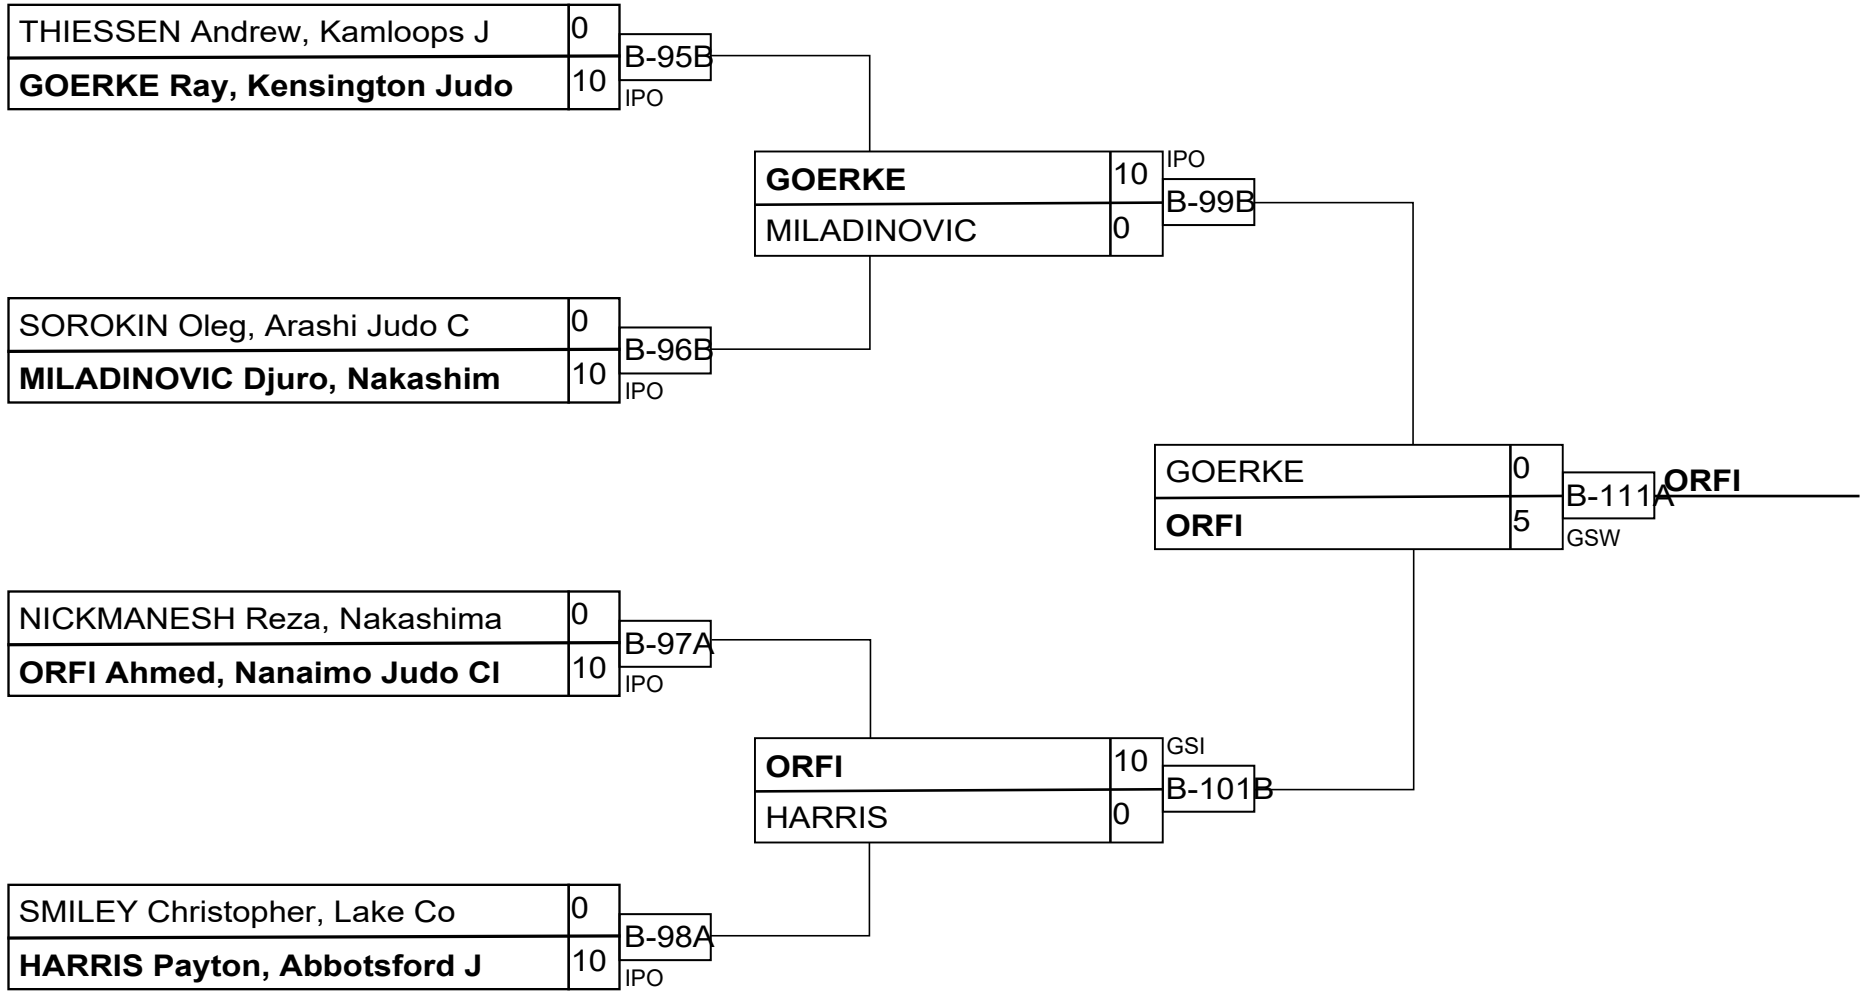 THIESSEN Andrew, Kamloops J 0
B-95B
GOERKE Ray, Kensington Judo 10
IPO
GOERKE 10
IPO
B-99B
MILADINOVIC 0
SOROKIN Oleg, Arashi Judo C 0
B-96B
MILADINOVIC Djuro, Nakashim 10
IPO
GOERKE 0
B-111A
ORFI
ORFI 5
GSW
NICKMANESH Reza, Nakashima 0
B-97A
ORFI Ahmed, Nanaimo Judo Cl 10
IPO
ORFI 10
GSI
B-101B
HARRIS 0
SMILEY Christopher, Lake Co 0
B-98A
HARRIS Payton, Abbotsford J 10
IPO